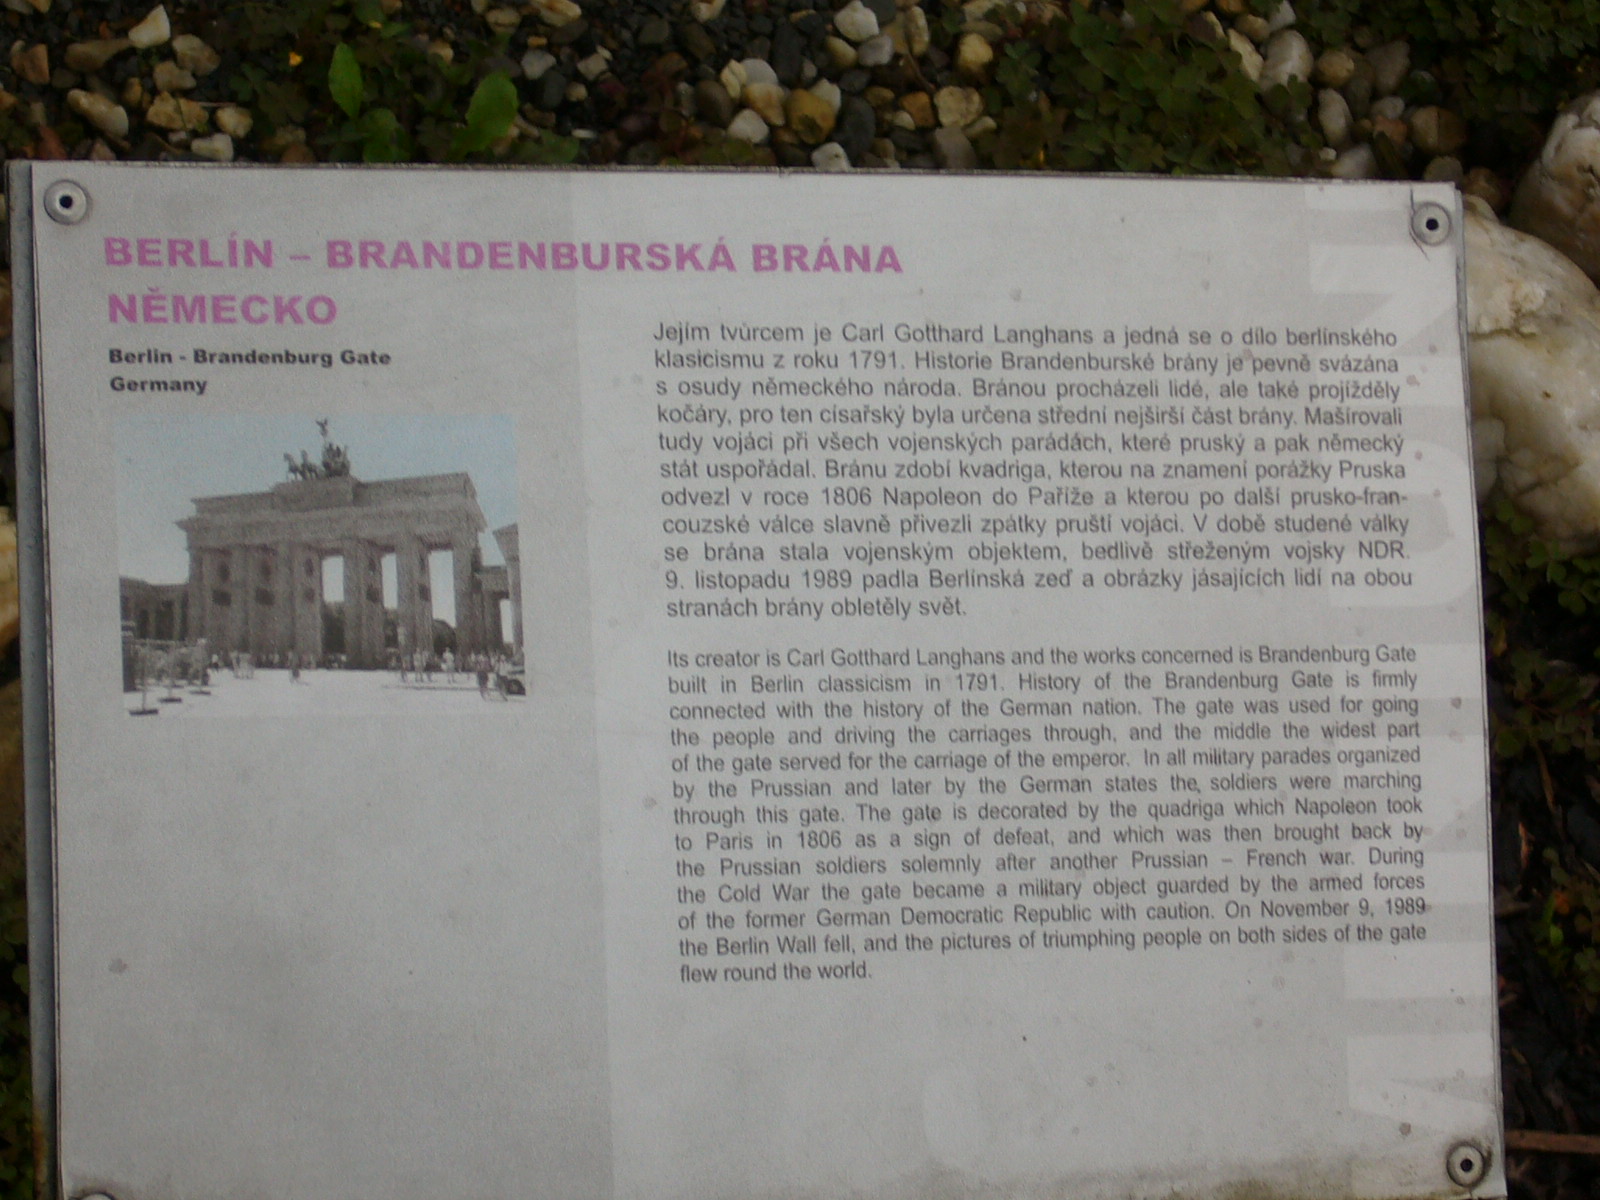 BERLÍN – BRANDENBURSKÁ BRÁNA
NĚMECKO
Berlin - Brandenburg Gate
Germany
Jejím tvůrcem je Carl Gotthard Langhans a jedná se o dílo berlínského
klasicismu z roku 1791. Historie Brandenburské brány je pevně svázána
s osudy německého národa. Bránou procházeli lidé, ale také projížděly
kočáry, pro ten císařský byla určena střední nejširší část brány. Mašírovali
tudy vojáci při všech vojenských parádách, které pruský a pak německý
stát uspořádal. Bránu zdobí kvadriga, kterou na znamení porážky Pruska
odvezl v roce 1806 Napoleon do Paříže a kterou po další prusko-fran-
couzské válce slavně přivezli zpátky pruští vojáci. V době studené války
se brána stala vojenským objektem, bedlivě střeženým vojsky NDR.
9. listopadu 1989 padla Berlínská zeď a obrázky jásajících lidí na obou
stranách brány obletěly svět.
Its creator is Carl Gotthard Langhans and the works concerned is Brandenburg Gate
built in Berlin classicism in 1791. History of the Brandenburg Gate is firmly
connected with the history of the German nation. The gate was used for going
the people and driving the carriages through, and the middle the widest part
of the gate served for the carriage of the emperor. In all military parades organized
by the Prussian and later by the German states the soldiers were marching
through this gate. The gate is decorated by the quadriga which Napoleon took
to Paris in 1806 as a sign of defeat, and which was then brought back by
the Prussian soldiers solemnly after another Prussian – French war. During
the Cold War the gate became a military object guarded by the armed forces
of the former German Democratic Republic with caution. On November 9, 1989
the Berlin Wall fell, and the pictures of triumphing people on both sides of the gate
flew round the world.